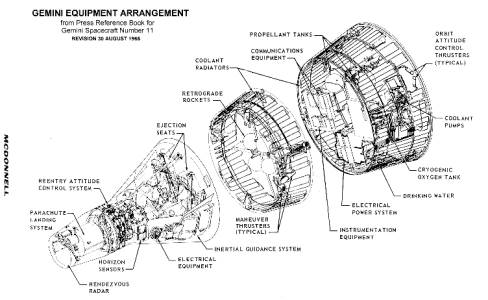 GEMINI EQUIPMENT ARRANGEMENT
from Press Reference Book for
Gemini Spacecraft Number 11
REVISION 30 AUGUST 1966
MCDONNELL
PROPELLANT TANKS
COMMUNICATIONS
EQUIPMENT
COOLANT
RADIATORS
RETROGRADE
ROCKETS
EJECTION
SEATS
REENTRY ATTITUDE
CONTROL SYSTEM
PARACHUTE
LANDING
SYSTEM
HORIZON
SENSORS
RENDEZVOUS
RADAR
ELECTRICAL
EQUIPMENT
INERTIAL GUIDANCE SYSTEM
MANEUVER
THRUSTERS
(TYPICAL)
INSTRUMENTATION
EQUIPMENT
ELECTRICAL
POWER SYSTEM
DRINKING WATER
CRYOGENIC
OXYGEN TANK
COOLANT
PUMPS
ORBIT
ATTITUDE
CONTROL
THRUSTERS
(TYPICAL)